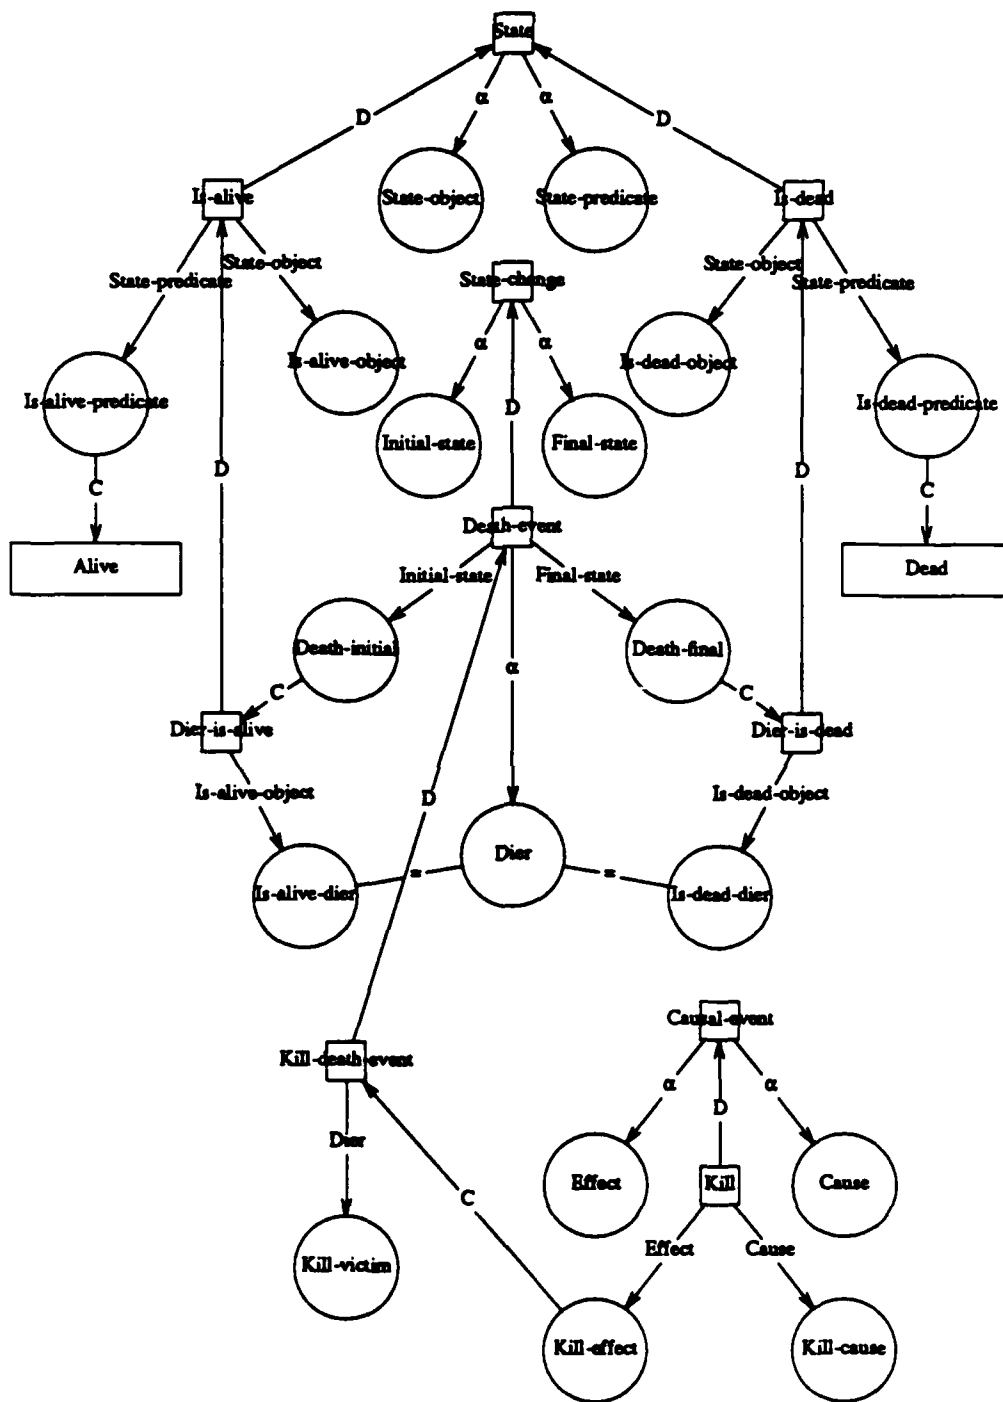 State
α α
D D
Is-alive
State-object
State-predicate
Is-dead
State-object
State-predicate
State-change
State-object
State-predicate
α α
Is-alive-object
Is-dead-object
Is-alive-predicate
Is-dead-predicate
D
Initial-state
Final-state
D
D
C
C
Death-event
Alive
Dead
Initial-state
Final-state
Death-initial
Death-final
α
C
C
Dier-is-alive
Dier-is-dead
Is-alive-object
D
Is-dead-object
Dier
=
=
Is-alive-dier
Is-dead-dier
Causal-event
Kill-death-event
α
α
D
Dier
Effect
Kill
Cause
C
Effect
Cause
Kill-victim
Kill-effect
Kill-cause